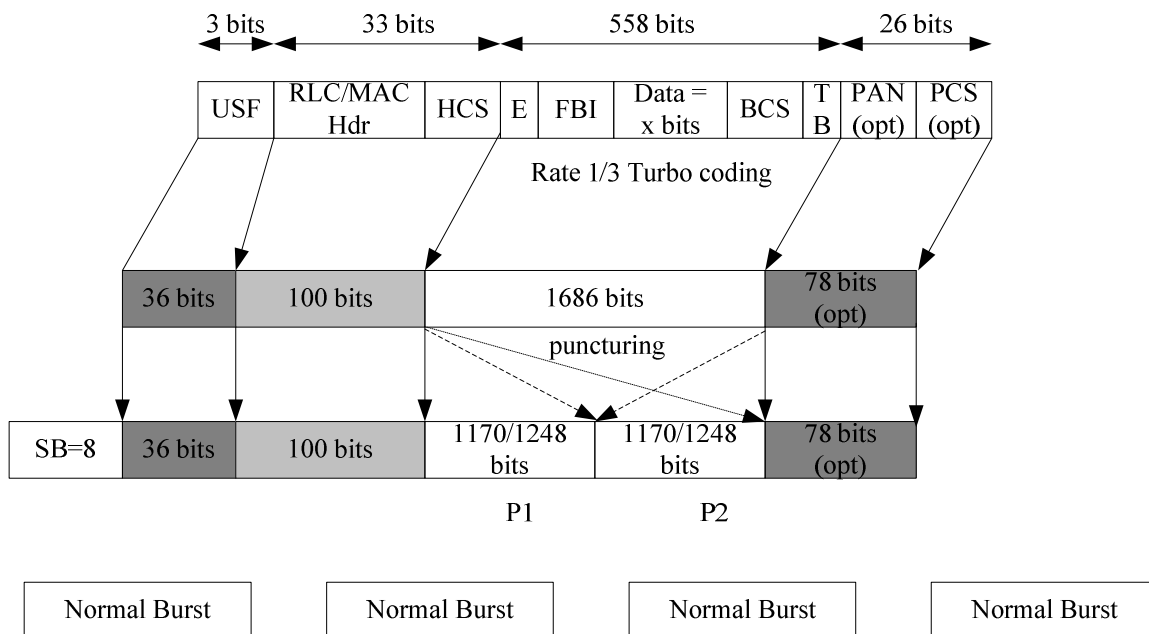 3 bits
33 bits
558 bits
26 bits
USF
RLC/MAC
Hdr
HCS
E
FBI
Data =
x bits
BCS
T
B
PAN
(opt)
PCS
(opt)
Rate 1/3 Turbo coding
36 bits
100 bits
1686 bits
78 bits
(opt)
puncturing
SB=8
36 bits
100 bits
1170/1248
bits
1170/1248
bits
78 bits
(opt)
P1
P2
Normal Burst
Normal Burst
Normal Burst
Normal Burst